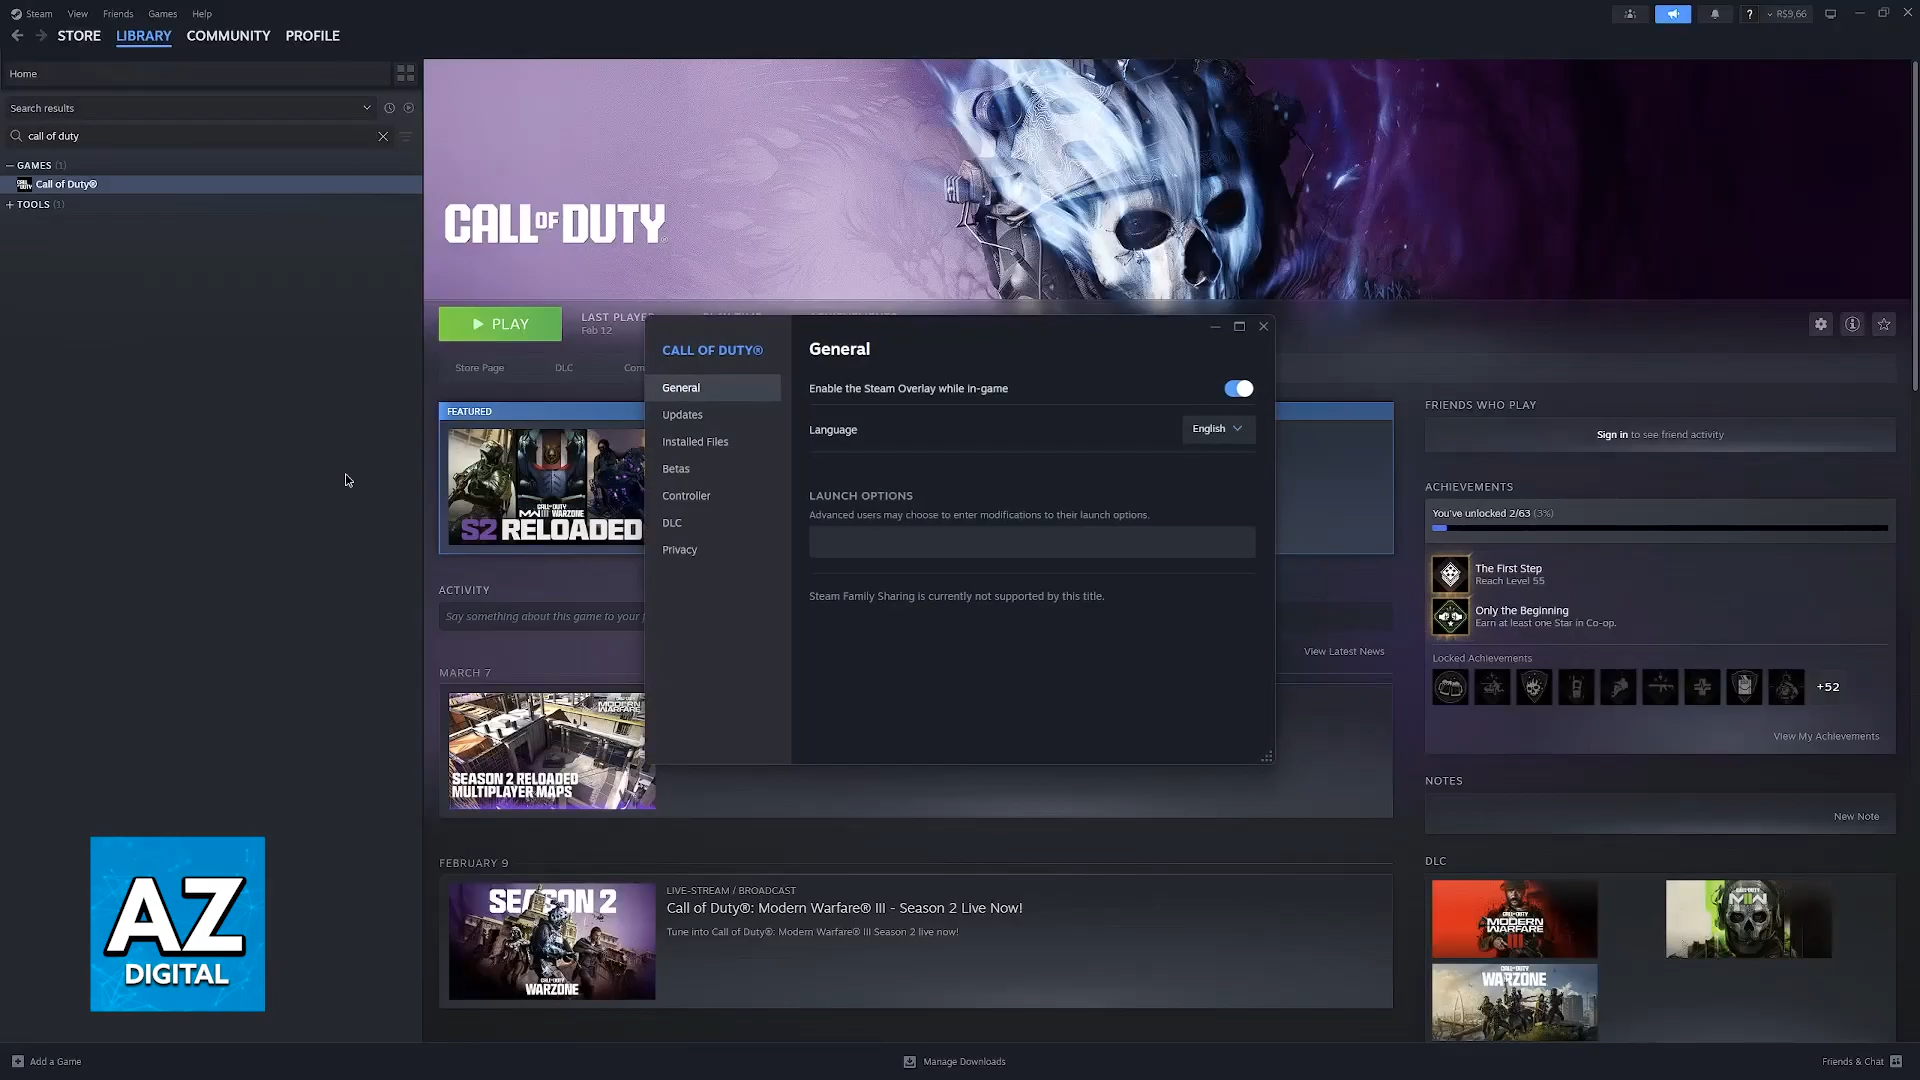 Steam View Friends Games Help
? R$9,66
STORE LIBRARY COMMUNITY PROFILE
Home
Search results
call of duty
GAMES (1)
Call of Duty®
TOOLS (1)
CALL OF DUTY
PLAY
LAST PLAYED
Feb 12
Store Page DLC
FEATURED
MWIII WARZONE
S2 RELOADED
ACTIVITY
Say something about this game to your
MARCH 7
SEASON 2 RELOADED
MULTIPLAYER MAPS
View Latest News
CALL OF DUTY®
General
Updates
Installed Files
Betas
Controller
DLC
Privacy
General
Enable the Steam Overlay while in-game
Language English
LAUNCH OPTIONS
Advanced users may choose to enter modifications to their launch options.
Steam Family Sharing is currently not supported by this title.
FEBRUARY 9
SEASON 2
WARZONE
LIVE-STREAM / BROADCAST
Call of Duty®: Modern Warfare® III - Season 2 Live Now!
Tune into Call of Duty®: Modern Warfare® III Season 2 live now!
FRIENDS WHO PLAY
Sign in to see friend activity
ACHIEVEMENTS
You've unlocked 2/63 (3%)
The First Step
Reach Level 55
Only the Beginning
Earn at least one Star in Co-op.
Locked Achievements
+52
View My Achievements
NOTES
New Note
DLC
MODERN
WARFARE
III
MWII
WARZONE
AZ
DIGITAL
Add a Game
Manage Downloads
Friends & Chat